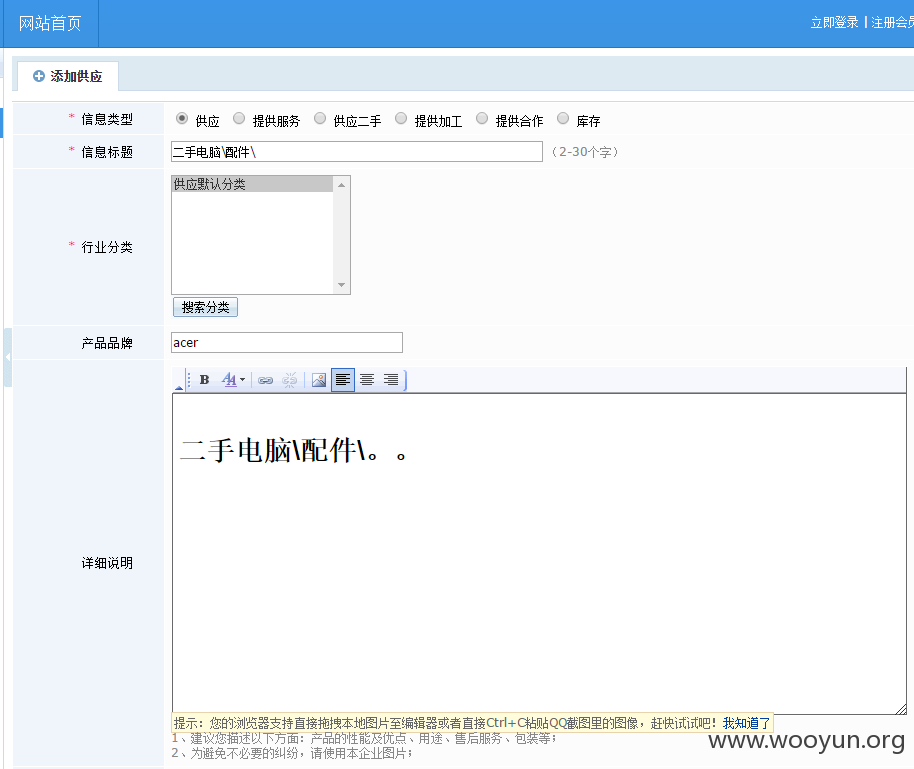 网站首页
立即登录 | 注册会员
添加供应
* 信息类型 供应 提供服务 供应二手 提供加工 提供合作 库存
* 信息标题 二手电脑\配件\ (2-30个字)
供应默认分类
* 行业分类
搜索分类
产品品牌 acer
B A
二手电脑\配件\。。
详细说明
提示：您的浏览器支持直接拖拽本地图片至编辑器或者直接Ctrl+C粘贴QQ截图里的图像，赶快试试吧！我知道了
1、建议您描述以下方面：产品的性能及优点、用途、售后服务、包装等；
2、为避免不必要的纠纷，请使用本企业图片；
www.wooyun.org